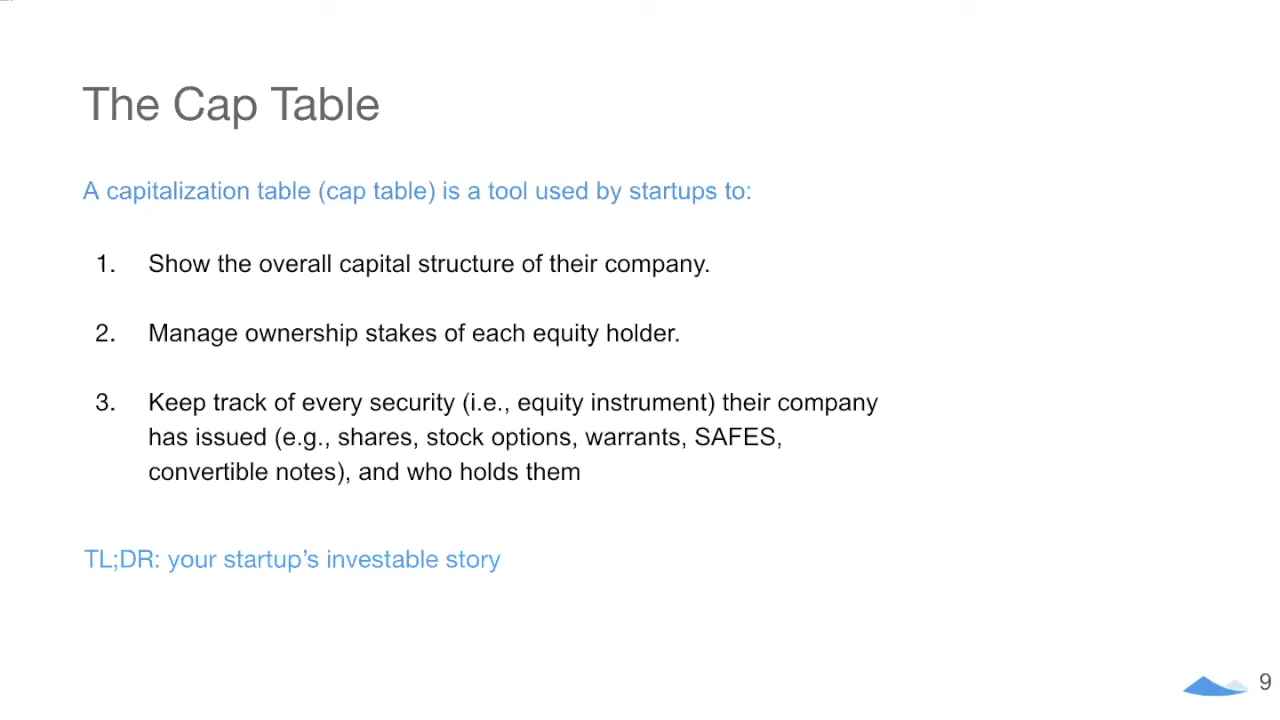 The Cap Table
A capitalization table (cap table) is a tool used by startups to:
1. Show the overall capital structure of their company.
2. Manage ownership stakes of each equity holder.
3. Keep track of every security (i.e., equity instrument) their company
has issued (e.g., shares, stock options, warrants, SAFES,
convertible notes), and who holds them
TL;DR: your startup’s investable story
9